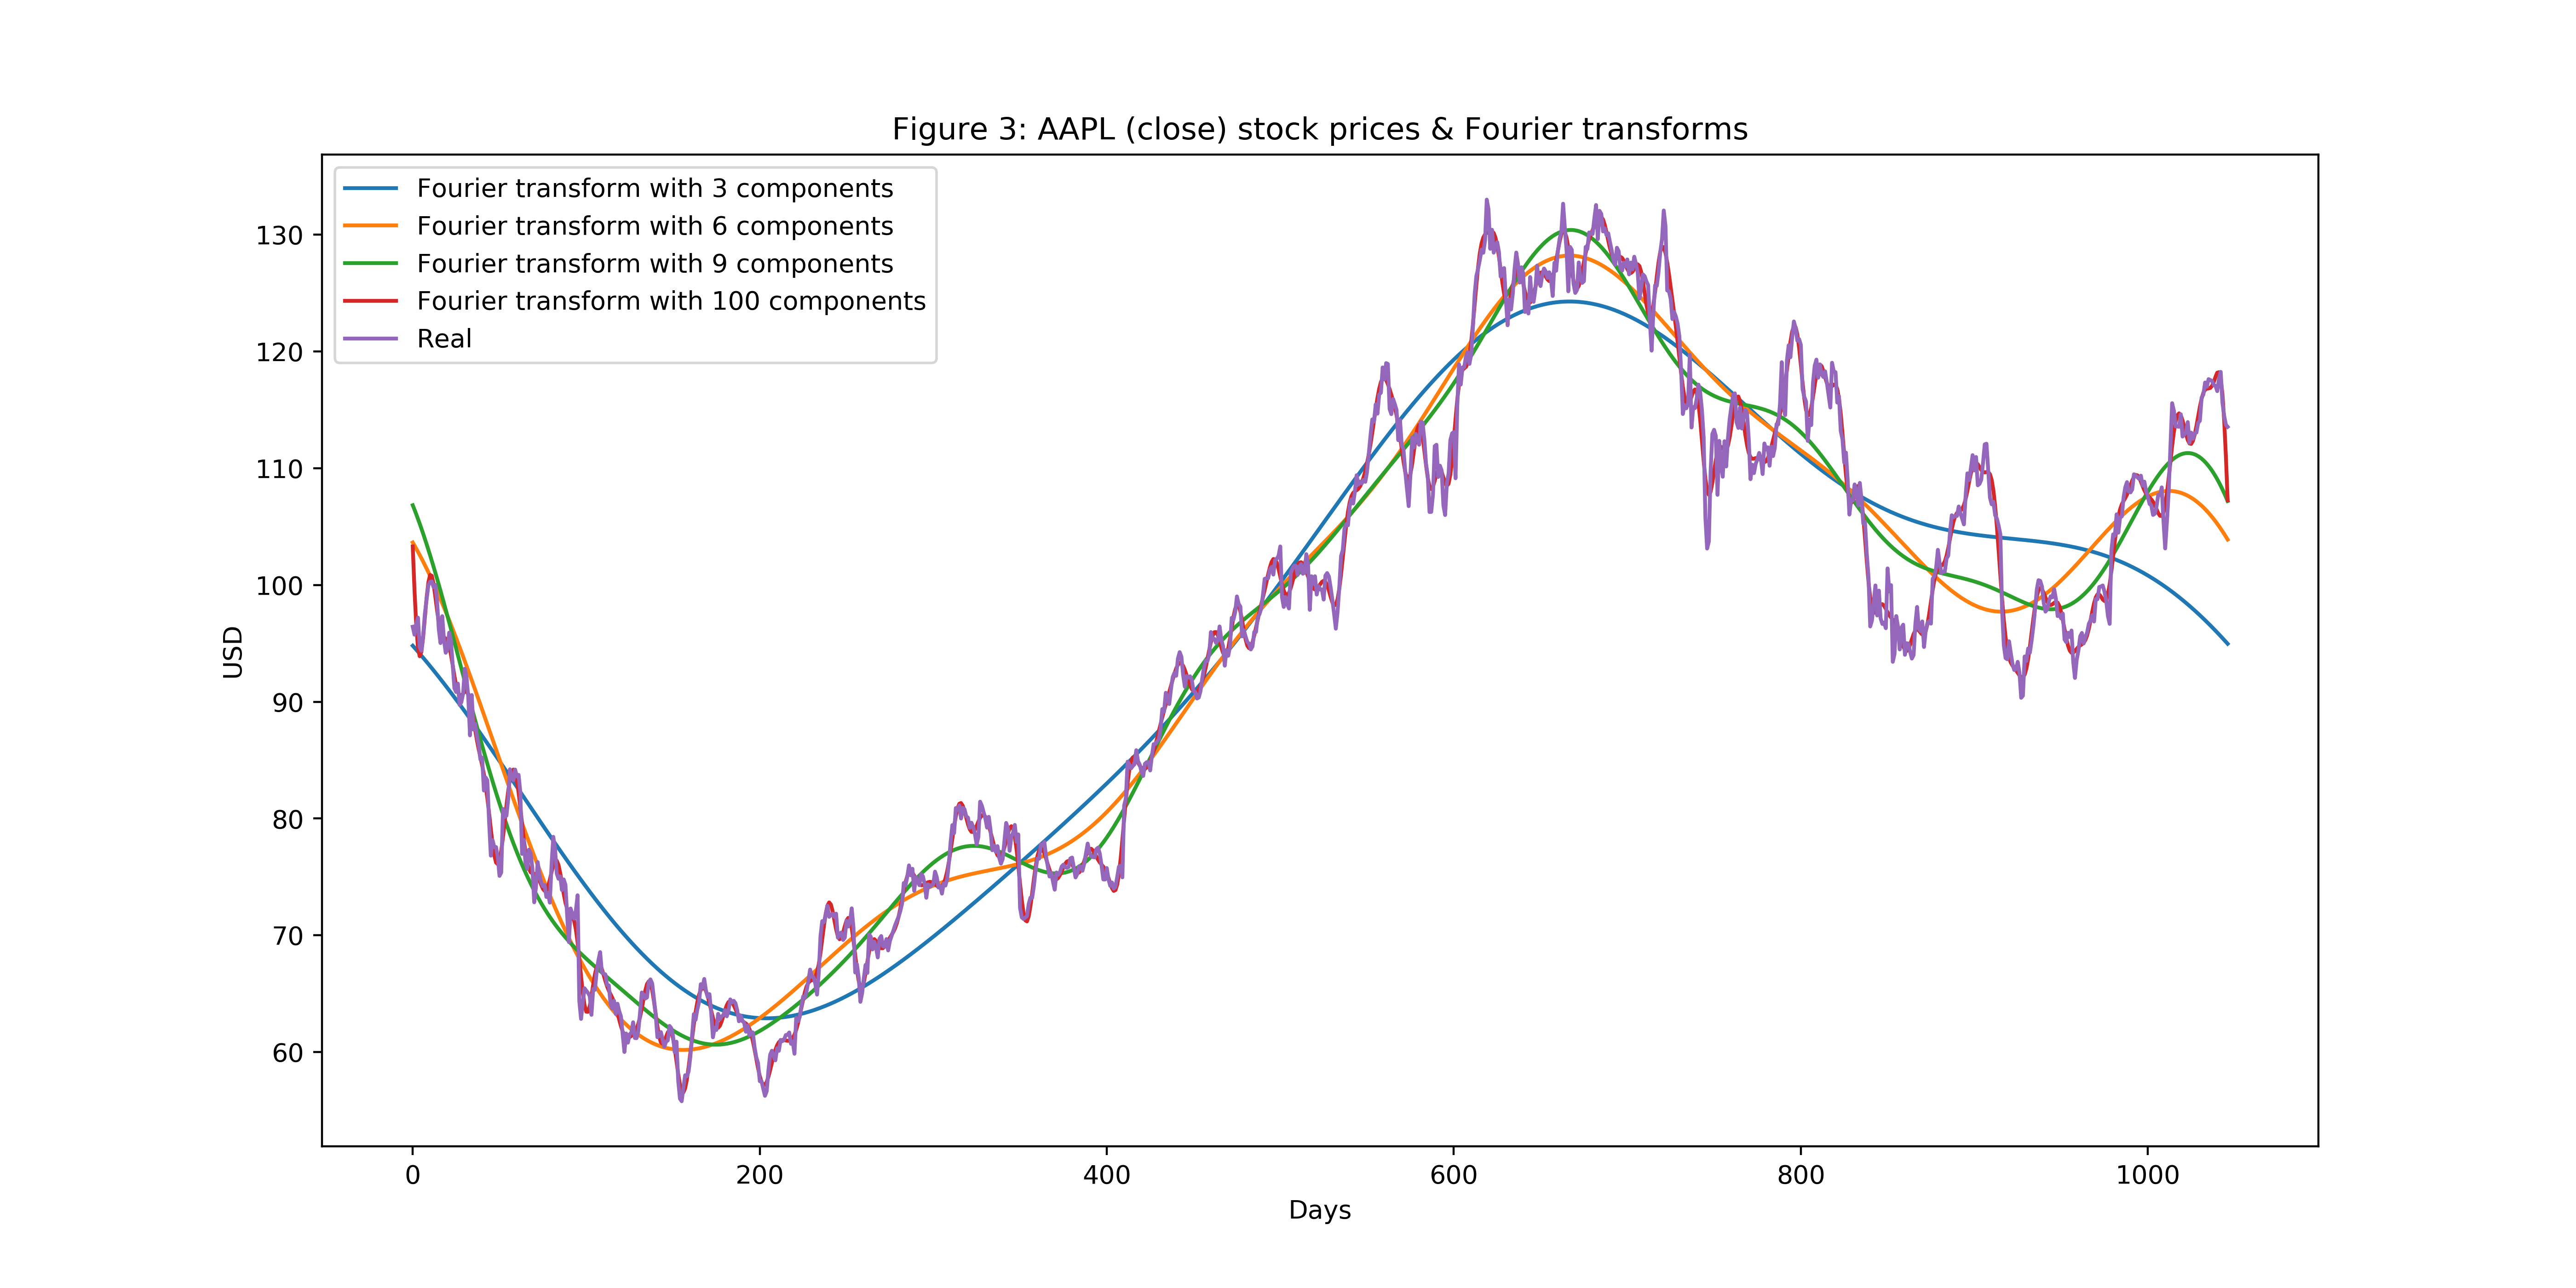 Figure 3: AAPL (close) stock prices & Fourier transforms
Fourier transform with 3 components
Fourier transform with 6 components
Fourier transform with 9 components
Fourier transform with 100 components
Real
130
120
110
100
90
80
70
60
USD
0 200 400 600 800 1000
Days